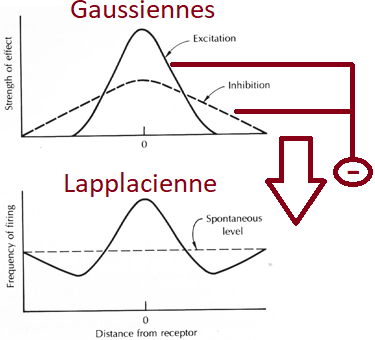 Gaussiennes
Excitation
Strength of effect
Inhibition
0
-
Lapplacienne
Spontaneous
level
Frequency of firing
0
Distance from receptor